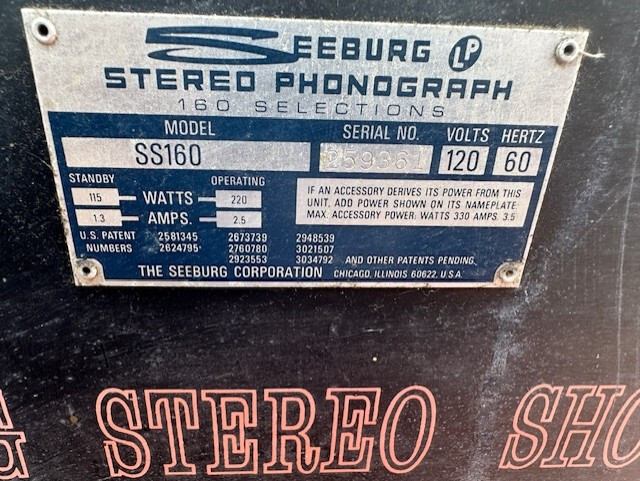 SEEBURG LP
STEREO PHONOGRAPH
160 SELECTIONS
MODEL SERIAL NO. VOLTS HERTZ
SS160 259361 120 60
STANDBY OPERATING
115 WATTS 220
1.3 AMPS. 2.5
IF AN ACCESSORY DERIVES ITS POWER FROM THIS
UNIT, ADD POWER SHOWN ON ITS NAMEPLATE.
MAX. ACCESSORY POWER: WATTS 330 AMPS. 3.5
U.S. PATENT 2581345 2673739 2948539
NUMBERS 2624795 2760780 3021507
2923553 3034792 AND OTHER PATENTS PENDING.
THE SEEBURG CORPORATION CHICAGO, ILLINOIS 60622, U.S.A.
G STEREO SHO